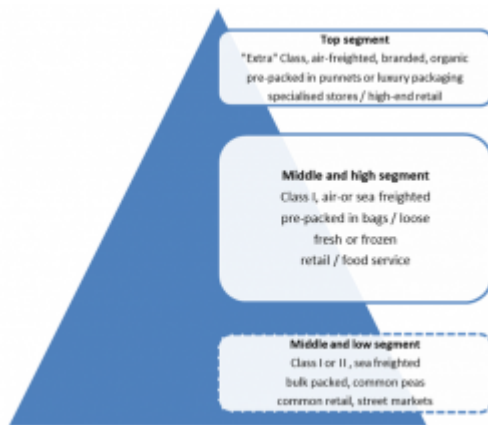 Top segment
"Extra" Class, air-freighted, branded, organic
pre-packed in punnets or luxury packaging
specialised stores / high-end retail
Middle and high segment
Class I, air-or sea freighted
pre-packed in bags / loose
fresh or frozen
retail / food service
Middle and low segment
Class I or II , sea freighted
bulk packed, common peas
common retail, street markets